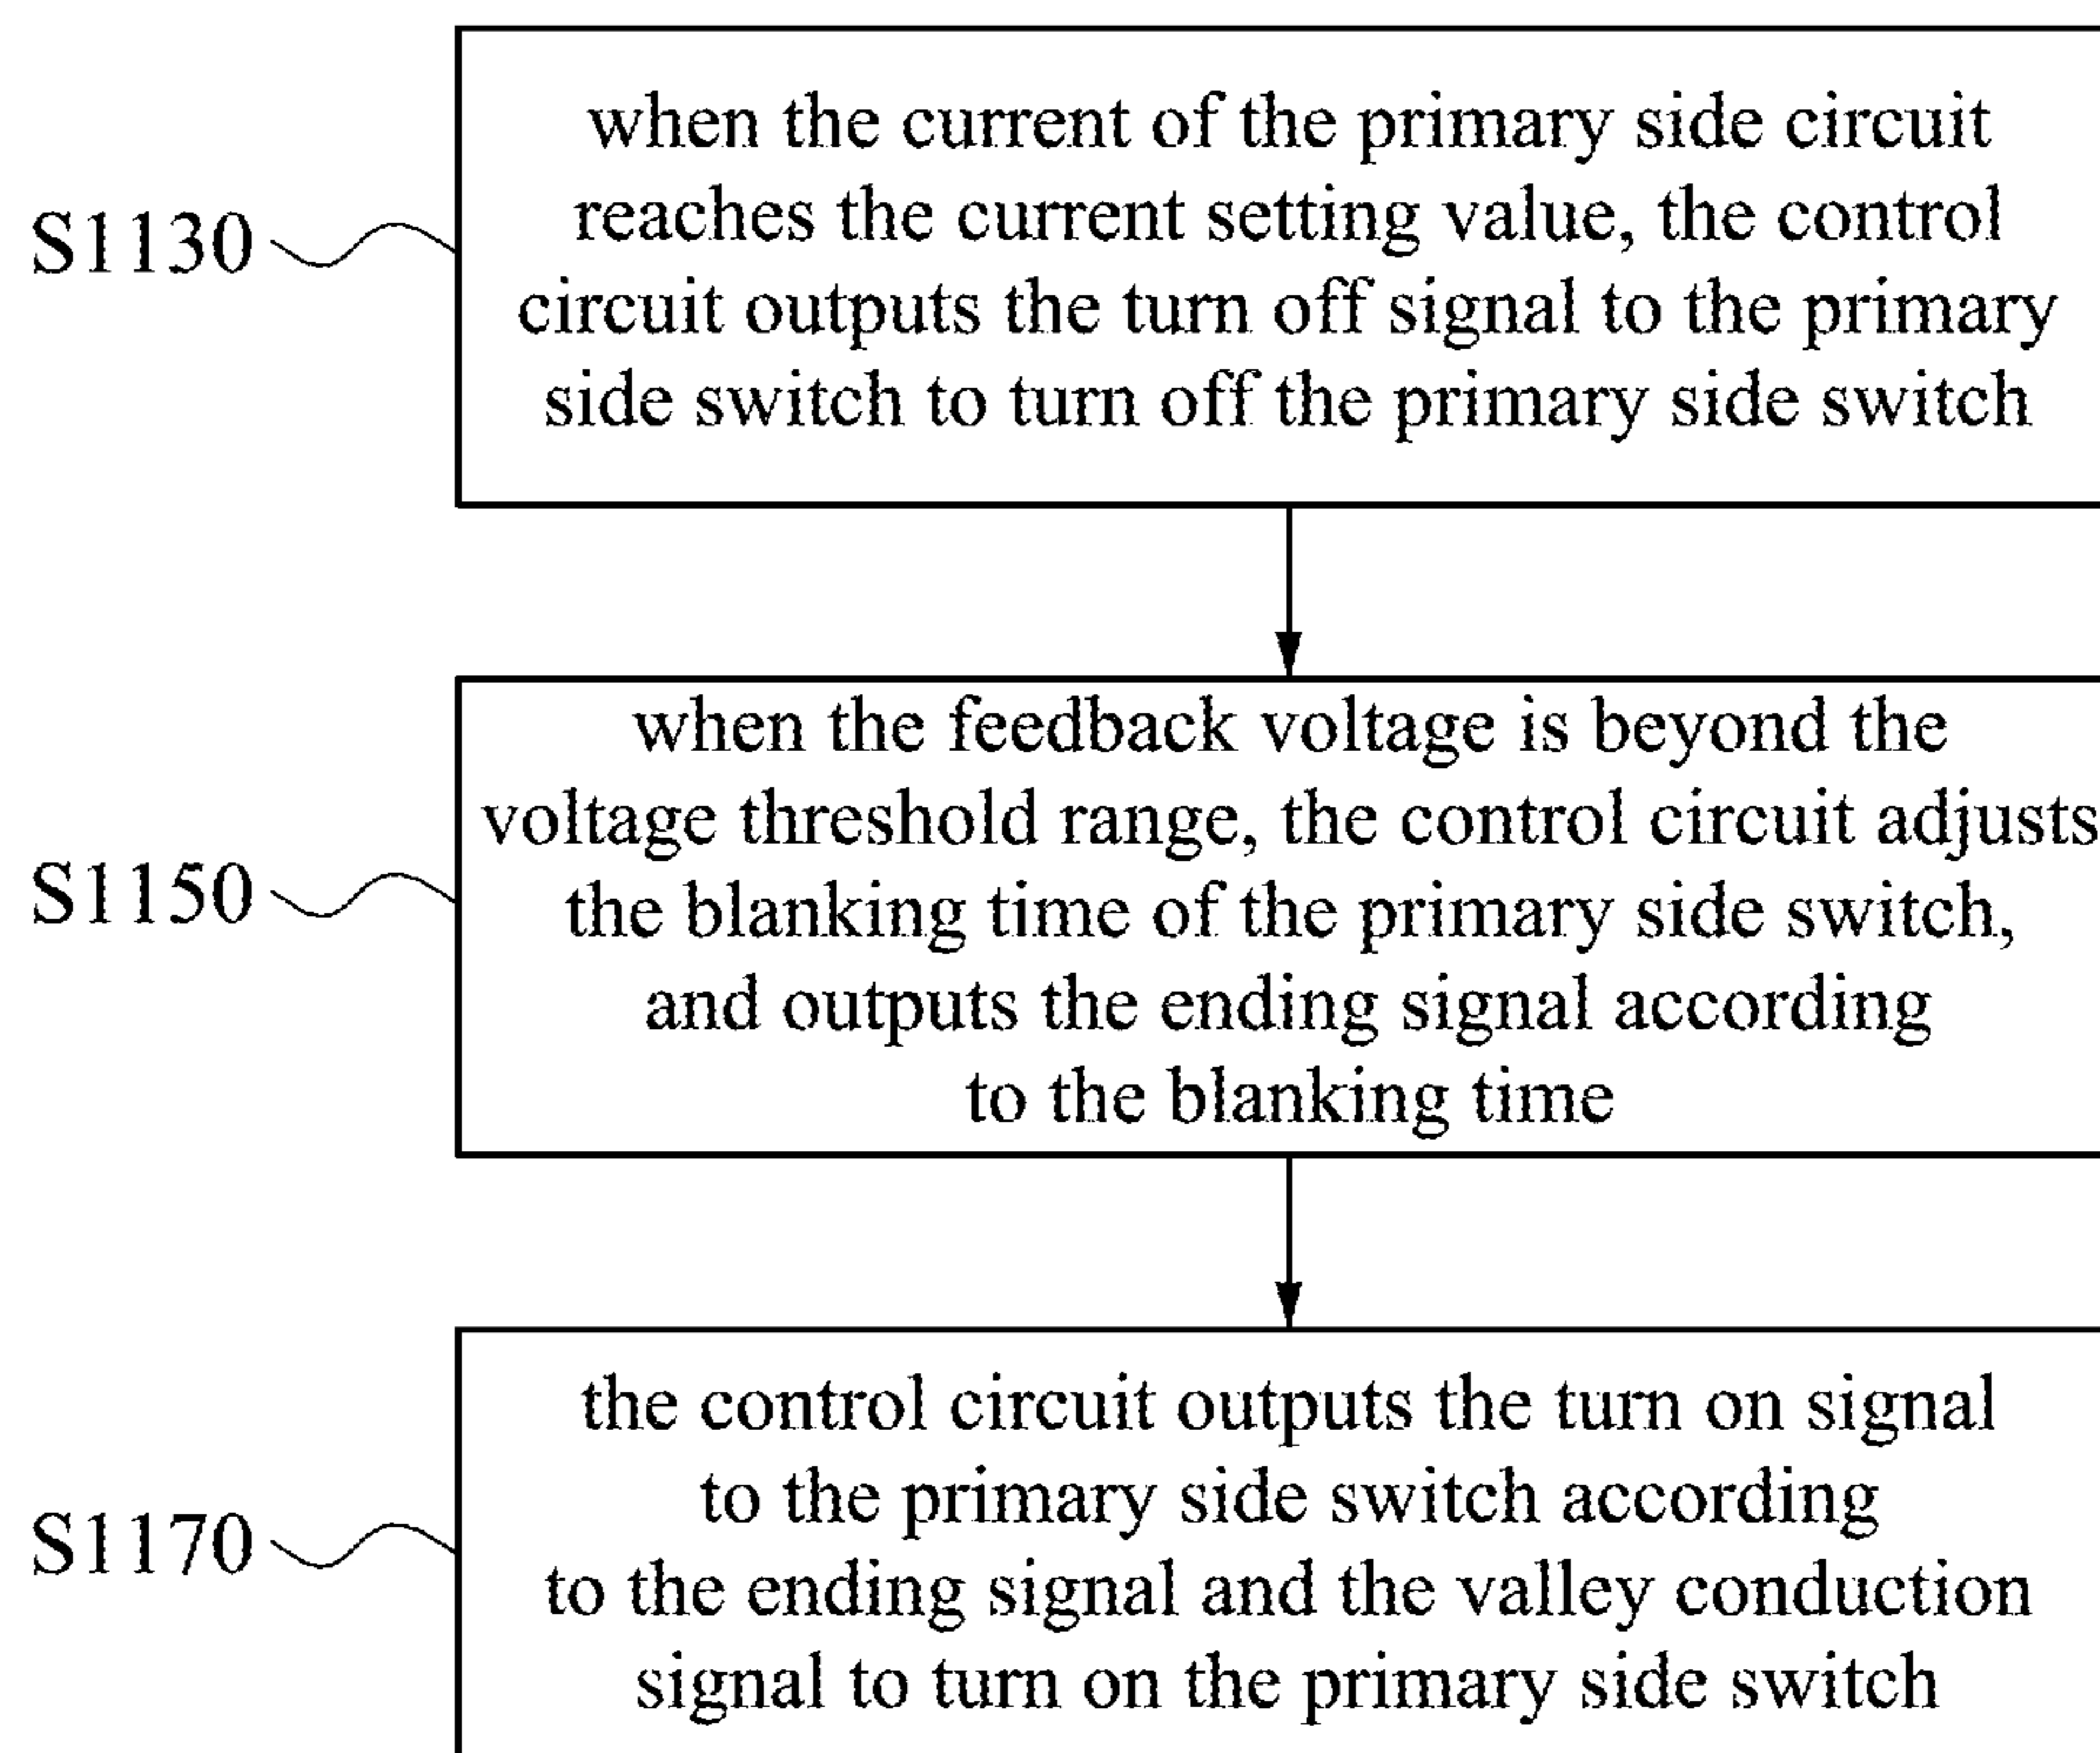 S1130
when the current of the primary side circuit
reaches the current setting value, the control
circuit outputs the turn off signal to the primary
side switch to turn off the primary side switch
S1150
when the feedback voltage is beyond the
voltage threshold range, the control circuit adjusts
the blanking time of the primary side switch,
and outputs the ending signal according
to the blanking time
S1170
the control circuit outputs the turn on signal
to the primary side switch according
to the ending signal and the valley conduction
signal to turn on the primary side switch